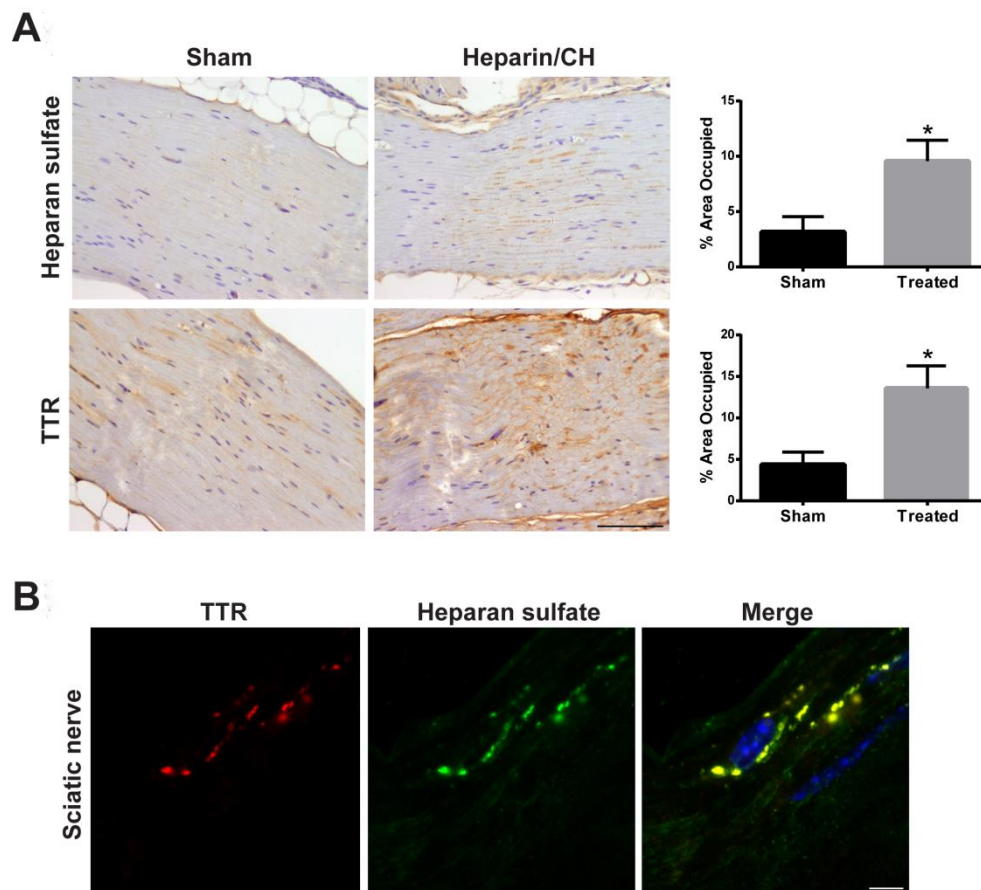 A
Sham
Heparin/CH
Heparan sulfate
% Area Occupied
15
10
5
0
*
Sham
Treated
TTR
% Area Occupied
20
15
10
5
0
*
Sham
Treated
B
TTR
Heparan sulfate
Merge
Sciatic nerve